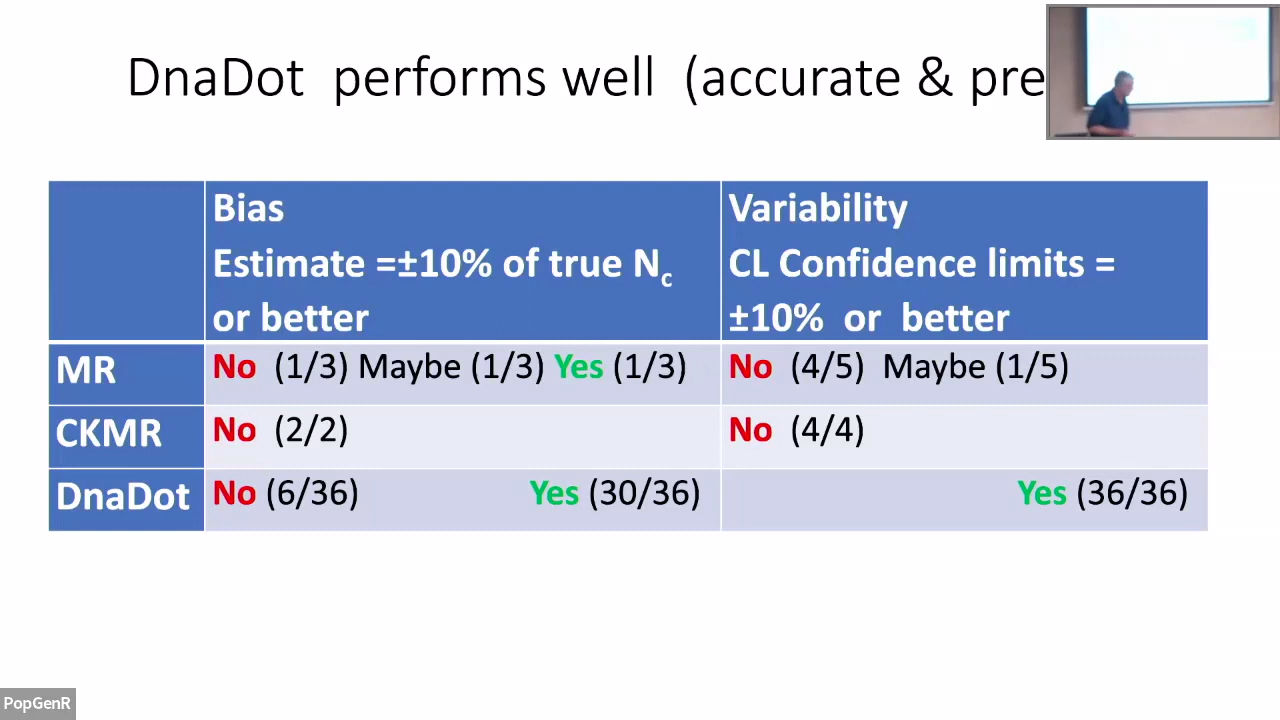 DnaDot performs well (accurate & pre
Bias
Estimate =±10% of true Nc
or better
Variability
CL Confidence limits =
±10% or better
MR No (1/3) Maybe (1/3) Yes (1/3) No (4/5) Maybe (1/5)
CKMR No (2/2) No (4/4)
DnaDot No (6/36) Yes (30/36) Yes (36/36)
PopGenR